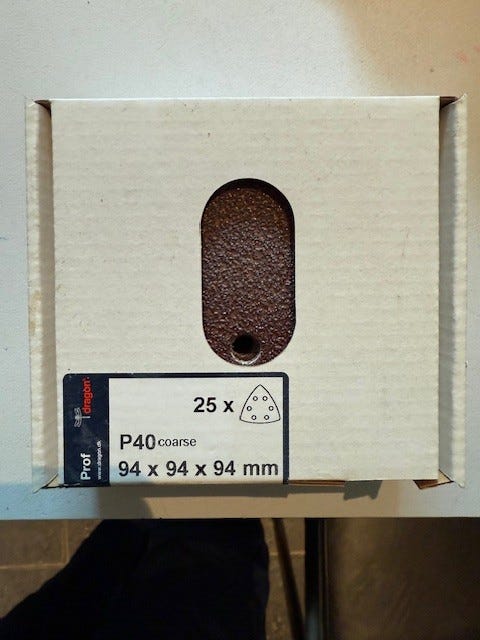 25 x
P40 coarse
94 x 94 x 94 mm
Prof
dragon
www.dragon.dk